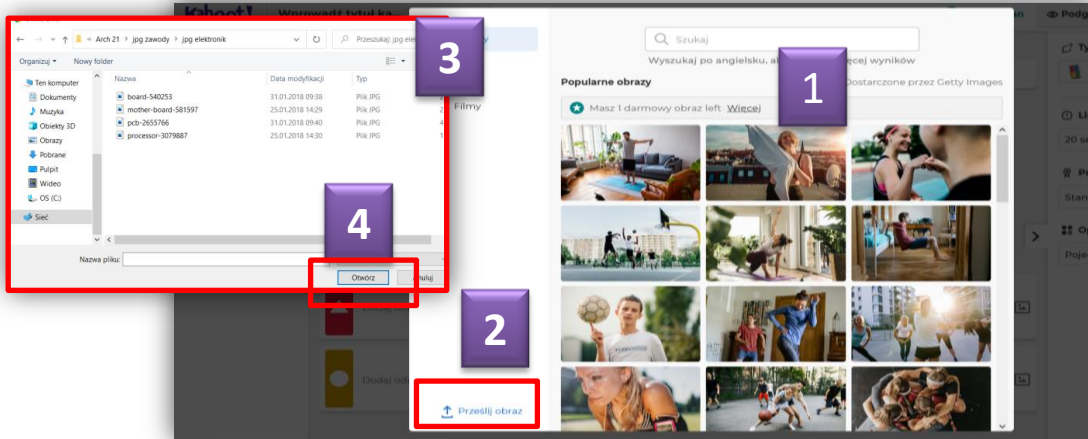 Kahoot!
Wprowadź tytuł ka
Podg
« Arch 21 > jpg zawody > jpg elektronik
Przeszukaj: jpg ele
Organizuj
Nowy folder
Ten komputer
Dokumenty
Muzyka
Obiekty 3D
Obrazy
Pobrane
Pulpit
Wideo
OS (C:)
Sieć
Nazwa Data modyfikacji Typ
board-540253 31.01.2018 09:38 Plik JPG
mother-board-581597 25.01.2018 14:29 Plik JPG
pcb-2655766 31.01.2018 09:40 Plik JPG
processor-3079887 25.01.2018 14:30 Plik JPG
Nazwa pliku:
Otwórz
3
4
2
1
Filmy
Prześlij obraz
Szukaj
Wyszukaj po angielsku, wyników
Popularne obrazy
Dostarczone przez Getty Images
Masz 1 darmowy obraz left Więcej
Dodaj
Dodaj od
20 se
Stan
Poje